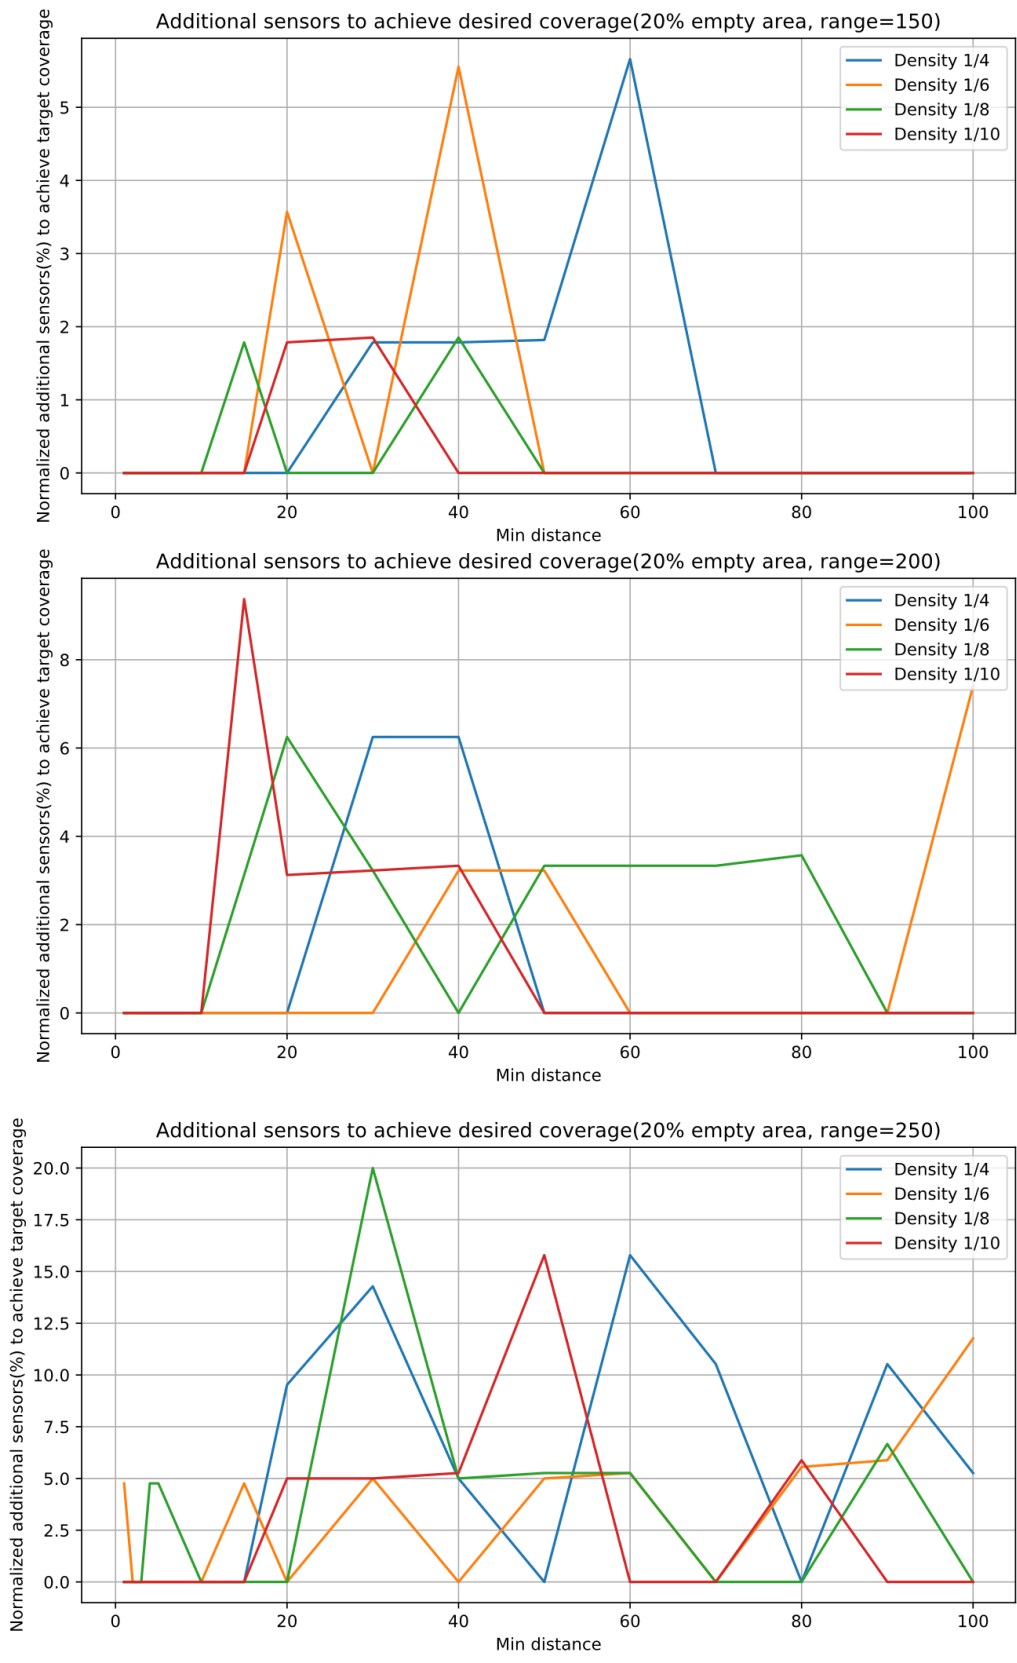 Additional sensors to achieve desired coverage(20% empty area, range=150)
Normalized additional sensors(%) to achieve target coverage
5
4
3
2
1
0
Density 1/4
Density 1/6
Density 1/8
Density 1/10
0 20 40 60 80 100
Min distance
Additional sensors to achieve desired coverage(20% empty area, range=200)
Normalized additional sensors(%) to achieve target coverage
8
6
4
2
0
Density 1/4
Density 1/6
Density 1/8
Density 1/10
0 20 40 60 80 100
Min distance
Additional sensors to achieve desired coverage(20% empty area, range=250)
Normalized additional sensors(%) to achieve target coverage
20.0
17.5
15.0
12.5
10.0
7.5
5.0
2.5
0.0
Density 1/4
Density 1/6
Density 1/8
Density 1/10
0 20 40 60 80 100
Min distance